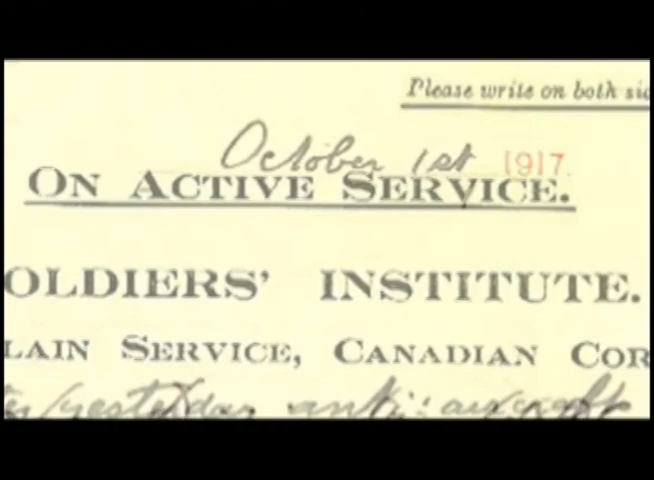 Please write on both sid
October 1st 1917.
ON ACTIVE SERVICE.
OLDIERS' INSTITUTE.
LAIN SERVICE, CANADIAN COR
yesterday anti-aircraft